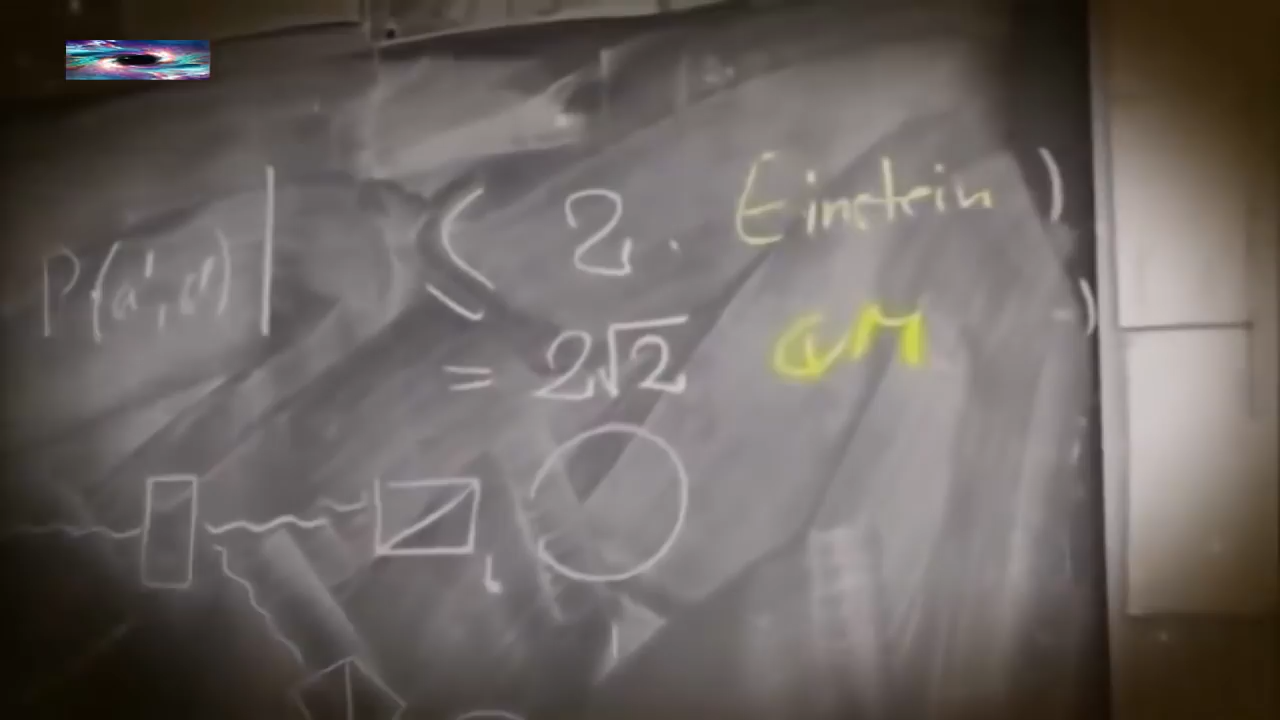 P(a', b') | ≤ 2. Einstein )
= 2√2 QM )